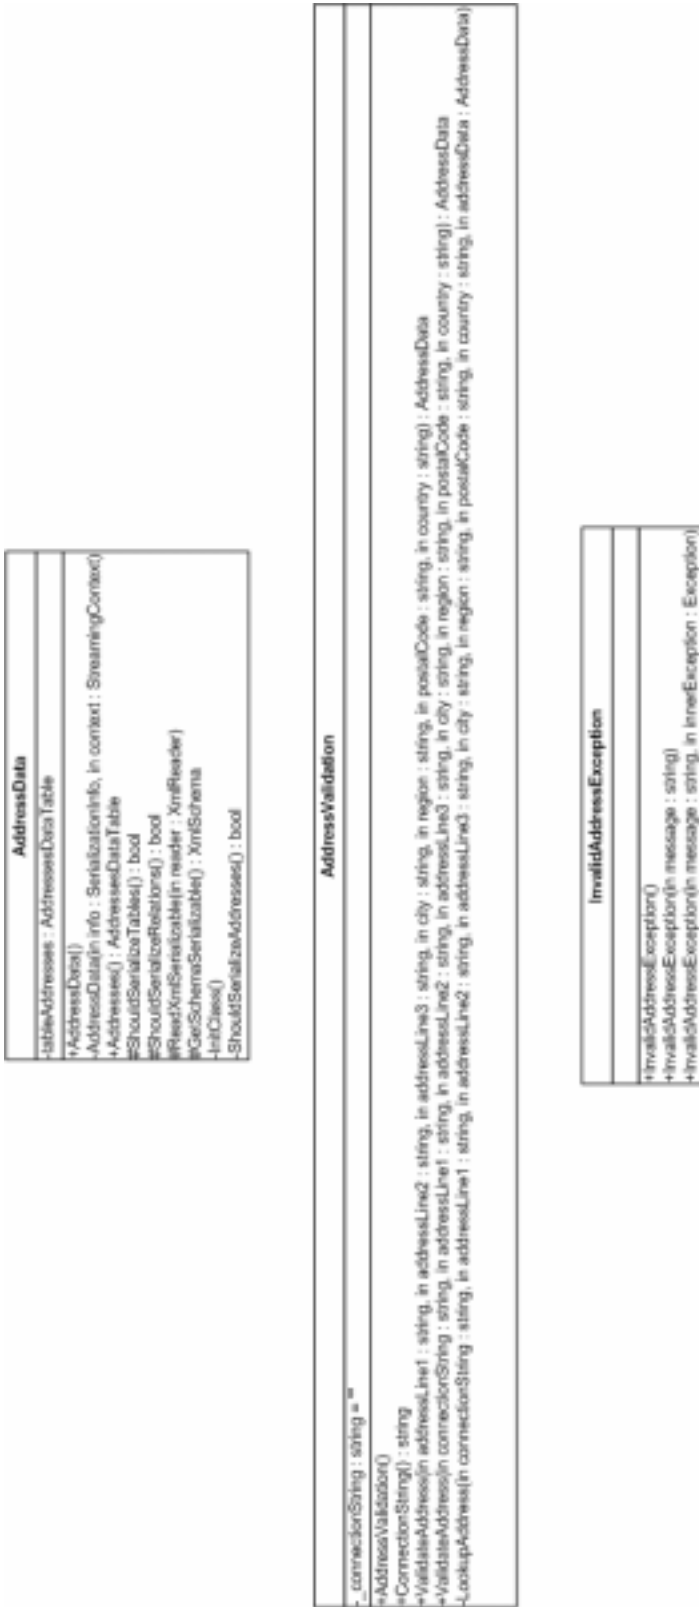 AddressData
-tableAddresses : AddressesDataTable
+AddressData()
-AddressData(in info : SerializationInfo, in context : StreamingContext)
+Addresses() : AddressesDataTable
#ShouldSerializeTables() : bool
#ShouldSerializeRelations() : bool
#ReadXmlSerializable(in reader : XmlReader)
#GetSchemaSerializable() : XmlSchema
-InitClass()
-ShouldSerializeAddresses() : bool
AddressValidation
-_connectionString : string = ""
+AddressValidation()
+ConnectionString() : string
+ValidateAddress(in addressLine1 : string, in addressLine2 : string, in addressLine3 : string, in city : string, in region : string, in postalCode : string, in country : string) : AddressData
+ValidateAddress(in connectionString : string, in addressLine1 : string, in addressLine2 : string, in addressLine3 : string, in city : string, in region : string, in postalCode : string, in country : string) : AddressData
-LookupAddress(in connectionString : string, in addressLine1 : string, in addressLine2 : string, in addressLine3 : string, in city : string, in region : string, in postalCode : string, in country : string, in addressData : AddressData)
InvalidAddressException
+InvalidAddressException()
+InvalidAddressException(in message : string)
+InvalidAddressException(in message : string, in innerException : Exception)